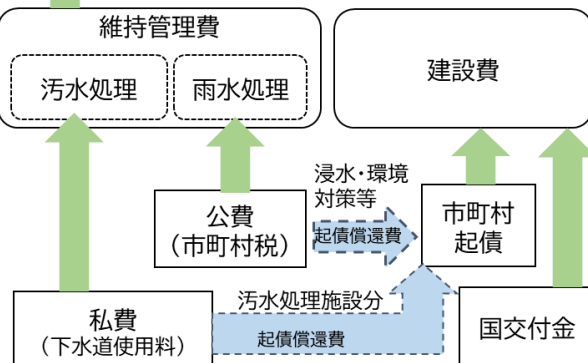 維持管理費
汚水処理
雨水処理
建設費
浸水・環境
対策等
公費
（市町村税）
起債償還費
市町村
起債
汚水処理施設分
私費
（下水道使用料）
起債償還費
国交付金